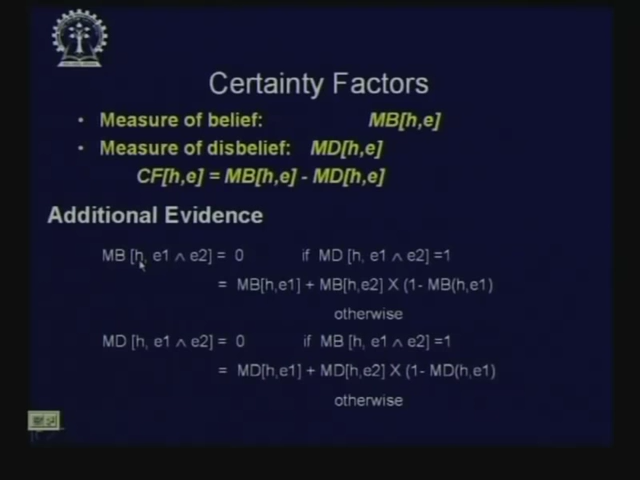 Certainty Factors
• Measure of belief: MB[h,e]
• Measure of disbelief: MD[h,e]
CF[h,e] = MB[h,e] - MD[h,e]
Additional Evidence
MB [h, e1 ∧ e2] = 0 if MD [h, e1 ∧ e2] =1
= MB[h,e1] + MB[h,e2] X (1- MB(h,e1)
otherwise
MD [h, e1 ∧ e2] = 0 if MB [h, e1 ∧ e2] =1
= MD[h,e1] + MD[h,e2] X (1- MD(h,e1)
otherwise